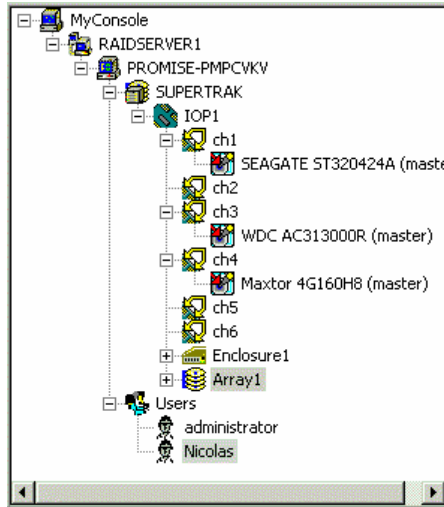 MyConsole
RAIDSERVER1
PROMISE-PMPCVKV
SUPERTRAK
IOP1
ch1
SEAGATE ST320424A (maste
ch2
ch3
WDC AC313000R (master)
ch4
Maxtor 4G160H8 (master)
ch5
ch6
Enclosure1
Array1
Users
administrator
Nicolas